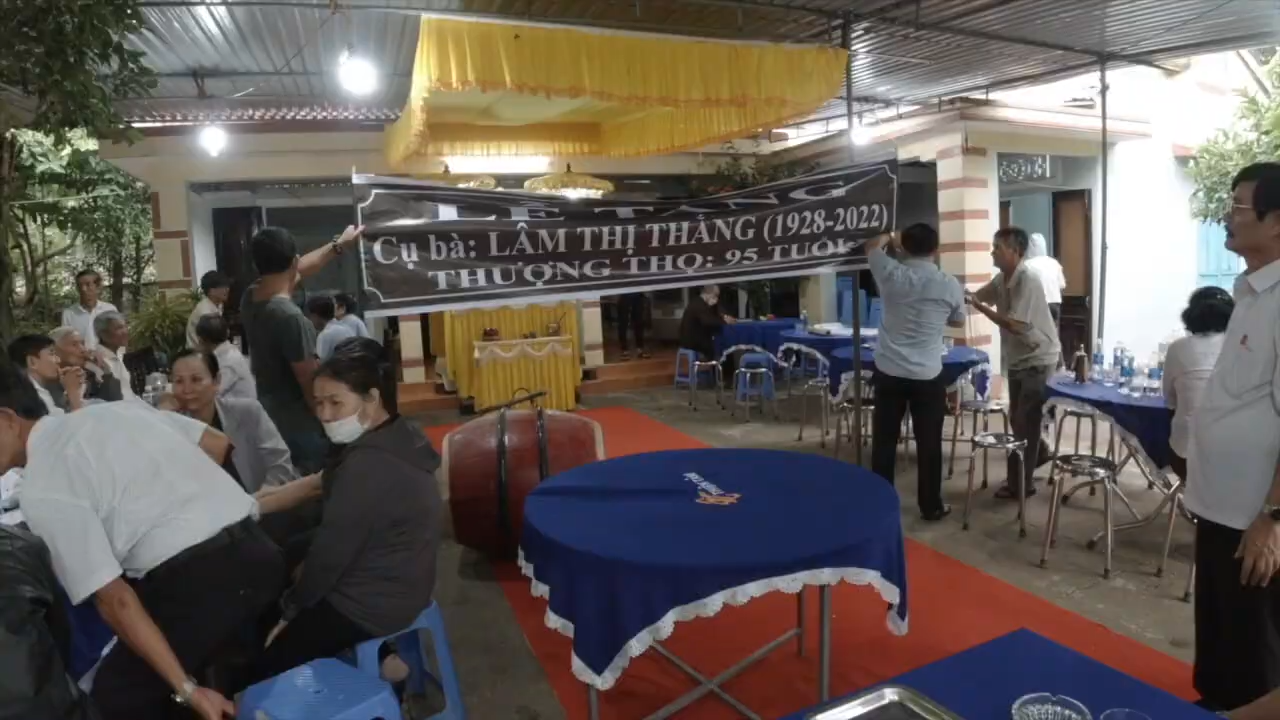 LỄ TANG
Cụ bà: LÂM THỊ THẮNG (1928-2022)
THƯỢNG THỌ: 95 TUỔI